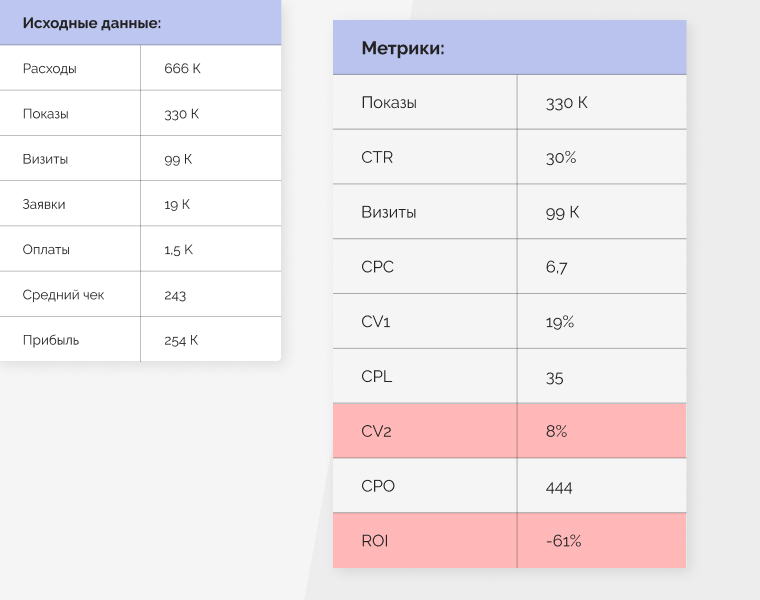 Исходные данные:
Расходы 666 К
Показы 330 К
Визиты 99 К
Заявки 19 К
Оплаты 1,5 К
Средний чек 243
Прибыль 254 К
Метрики:
Показы 330 К
CTR 30%
Визиты 99 К
CPC 6,7
CV1 19%
CPL 35
CV2 8%
CPO 444
ROI -61%